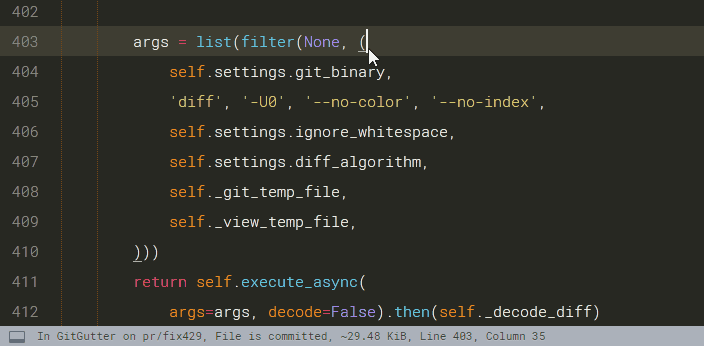 402
403 args = list(filter(None, (
404 self.settings.git_binary,
405 'diff', '-U0', '--no-color', '--no-index',
406 self.settings.ignore_whitespace,
407 self.settings.diff_algorithm,
408 self._git_temp_file,
409 self._view_temp_file,
410 )))
411 return self.execute_async(
412 args=args, decode=False).then(self._decode_diff)
In GitGutter on pr/fix429, File is committed, ~29.48 KiB, Line 403, Column 35